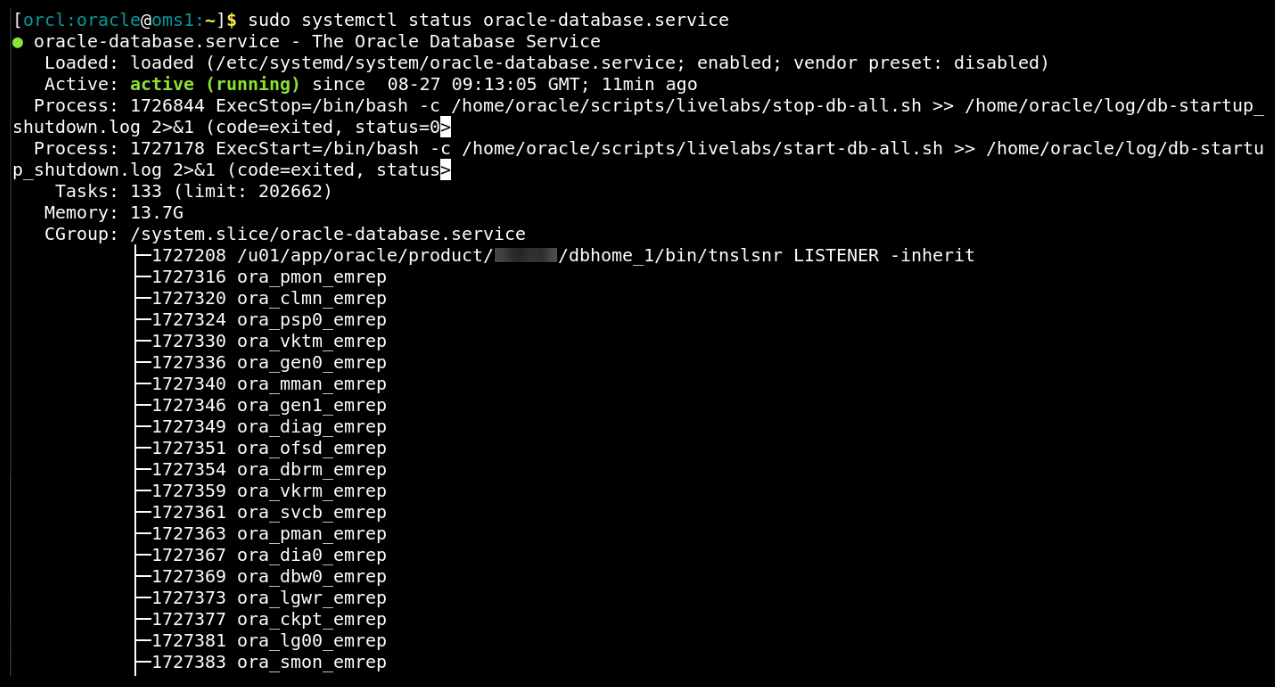 [orcl:oracle@oms1:~]$ sudo systemctl status oracle-database.service
● oracle-database.service - The Oracle Database Service
   Loaded: loaded (/etc/systemd/system/oracle-database.service; enabled; vendor preset: disabled)
   Active: active (running) since  08-27 09:13:05 GMT; 11min ago
  Process: 1726844 ExecStop=/bin/bash -c /home/oracle/scripts/livelabs/stop-db-all.sh >> /home/oracle/log/db-startup_
shutdown.log 2>&1 (code=exited, status=0>
  Process: 1727178 ExecStart=/bin/bash -c /home/oracle/scripts/livelabs/start-db-all.sh >> /home/oracle/log/db-startu
p_shutdown.log 2>&1 (code=exited, status>
    Tasks: 133 (limit: 202662)
   Memory: 13.7G
   CGroup: /system.slice/oracle-database.service
           ├─1727208 /u01/app/oracle/product/ /dbhome_1/bin/tnslsnr LISTENER -inherit
           ├─1727316 ora_pmon_emrep
           ├─1727320 ora_clmn_emrep
           ├─1727324 ora_psp0_emrep
           ├─1727330 ora_vktm_emrep
           ├─1727336 ora_gen0_emrep
           ├─1727340 ora_mman_emrep
           ├─1727346 ora_gen1_emrep
           ├─1727349 ora_diag_emrep
           ├─1727351 ora_ofsd_emrep
           ├─1727354 ora_dbrm_emrep
           ├─1727359 ora_vkrm_emrep
           ├─1727361 ora_svcb_emrep
           ├─1727363 ora_pman_emrep
           ├─1727367 ora_dia0_emrep
           ├─1727369 ora_dbw0_emrep
           ├─1727373 ora_lgwr_emrep
           ├─1727377 ora_ckpt_emrep
           ├─1727381 ora_lg00_emrep
           ├─1727383 ora_smon_emrep